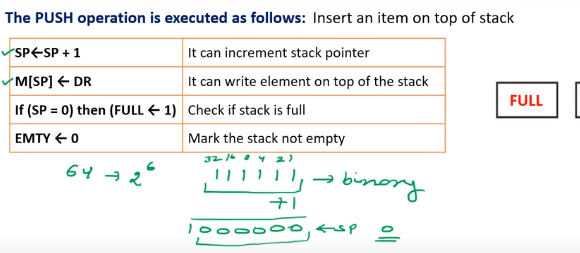 The PUSH operation is executed as follows: Insert an item on top of stack
✓SP←SP + 1 It can increment stack pointer
✓M[SP] ← DR It can write element on top of the stack
If (SP = 0) then (FULL ← 1) Check if stack is full
EMTY ← 0 Mark the stack not empty
FULL
32 16 8 4 2 1
64 → 2^6 111111, → binary
+1
1000000, ←SP 0